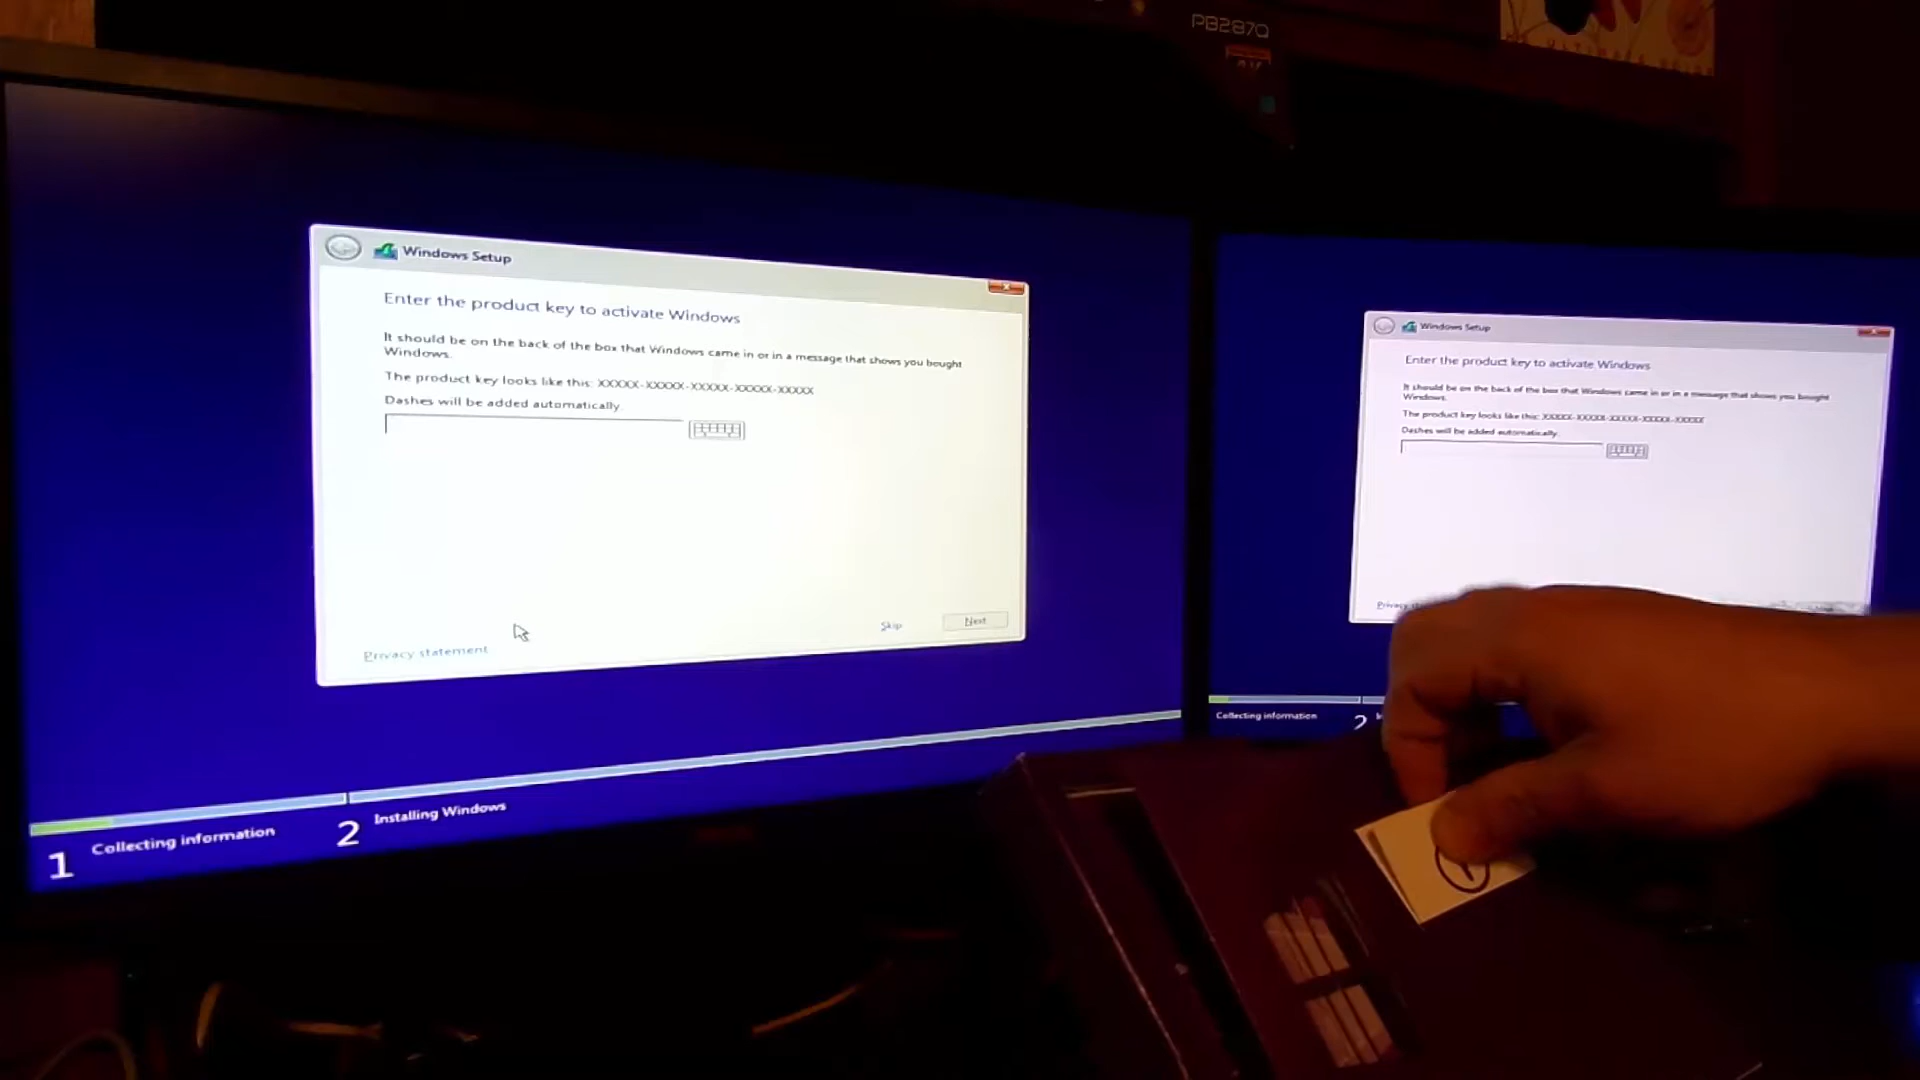 PB287Q
Windows Setup
Enter the product key to activate Windows
It should be on the back of the box that Windows came in or in a message that shows you bought
Windows.
The product key looks like this: XXXXX-XXXXX-XXXXX-XXXXX-XXXXX
Dashes will be added automatically.
Skip
Next
Privacy statement
1 Collecting information
2 Installing Windows
Windows Setup
Enter the product key to activate Windows
It should be on the back of the box that Windows came in or in a message that shows you bought
Windows.
The product key looks like this: XXXXX-XXXXX-XXXXX-XXXXX-XXXXX
Dashes will be added automatically.
Collecting information
2